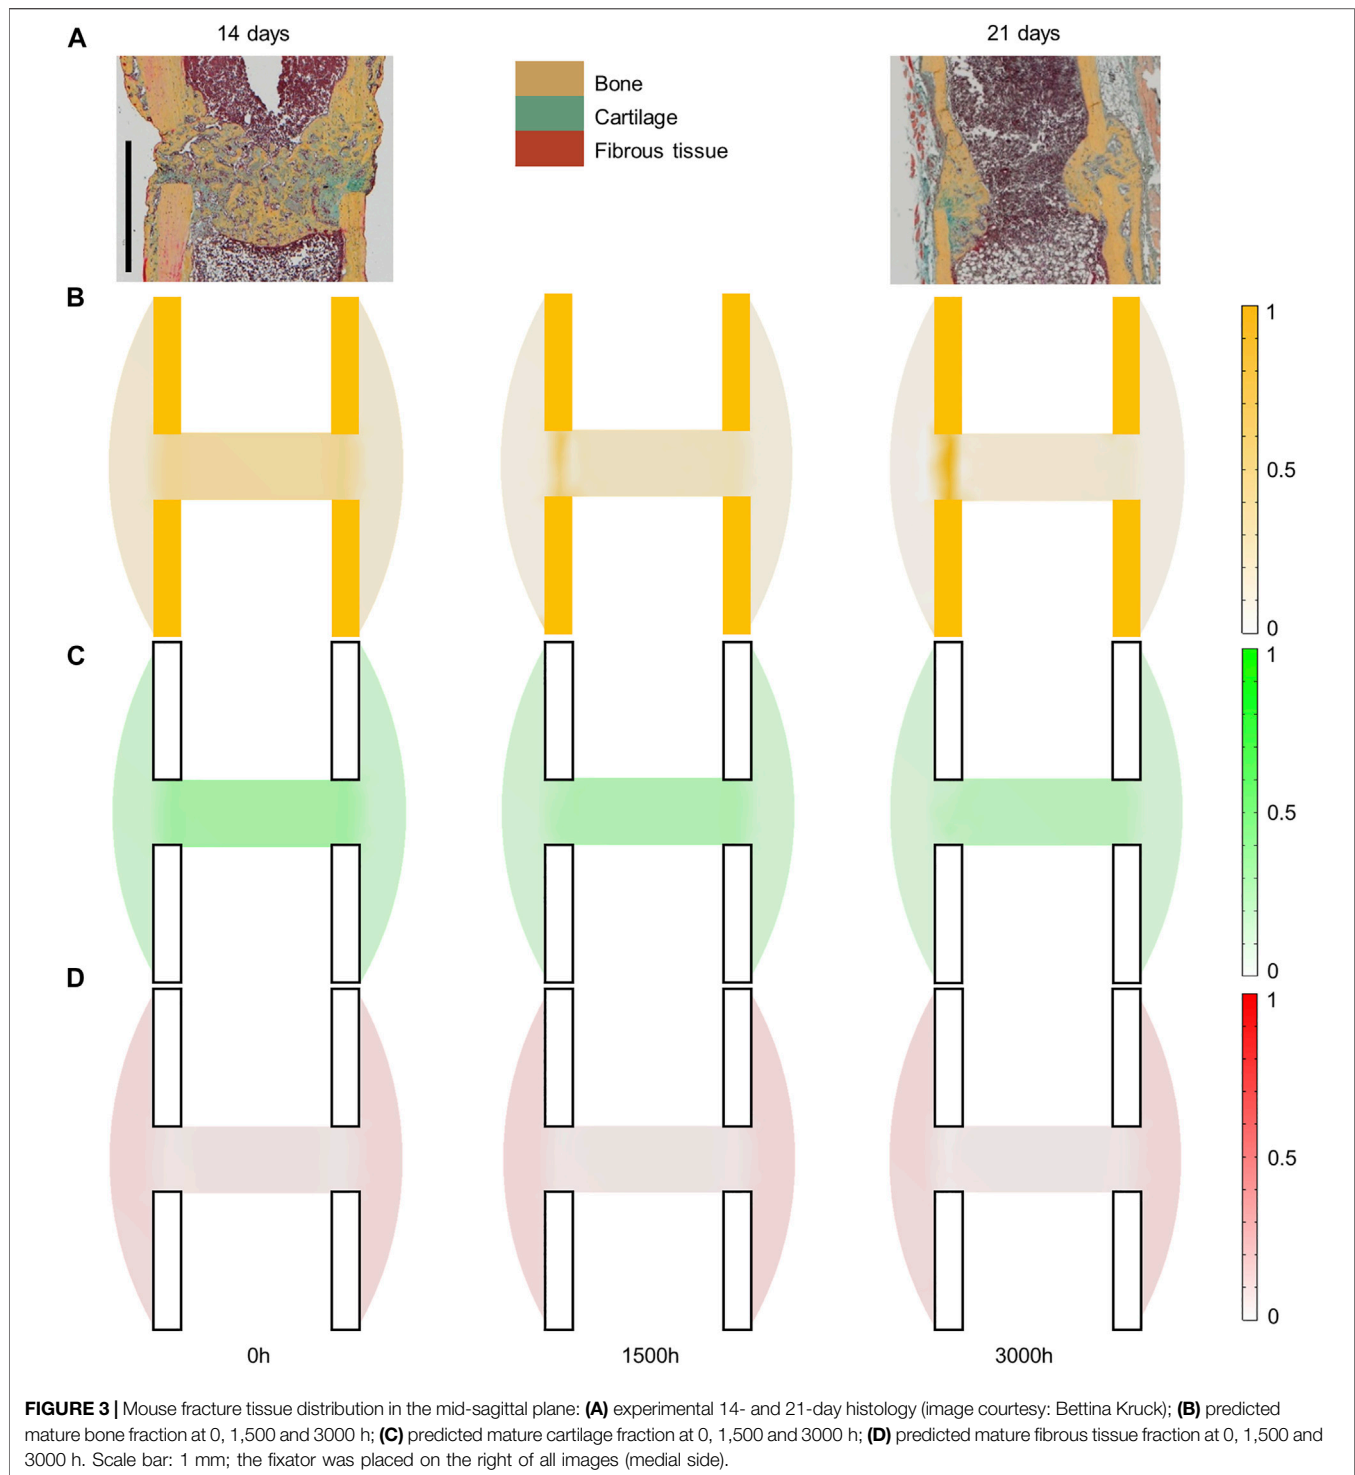 A
14 days
21 days
Bone
Cartilage
Fibrous tissue
B
1
0.5
0
C
1
0.5
0
D
1
0.5
0
0h
1500h
3000h
FIGURE 3 | Mouse fracture tissue distribution in the mid-sagittal plane: (A) experimental 14- and 21-day histology (image courtesy: Bettina Kruck); (B) predicted
mature bone fraction at 0, 1,500 and 3000 h; (C) predicted mature cartilage fraction at 0, 1,500 and 3000 h; (D) predicted mature fibrous tissue fraction at 0, 1,500 and
3000 h. Scale bar: 1 mm; the fixator was placed on the right of all images (medial side).